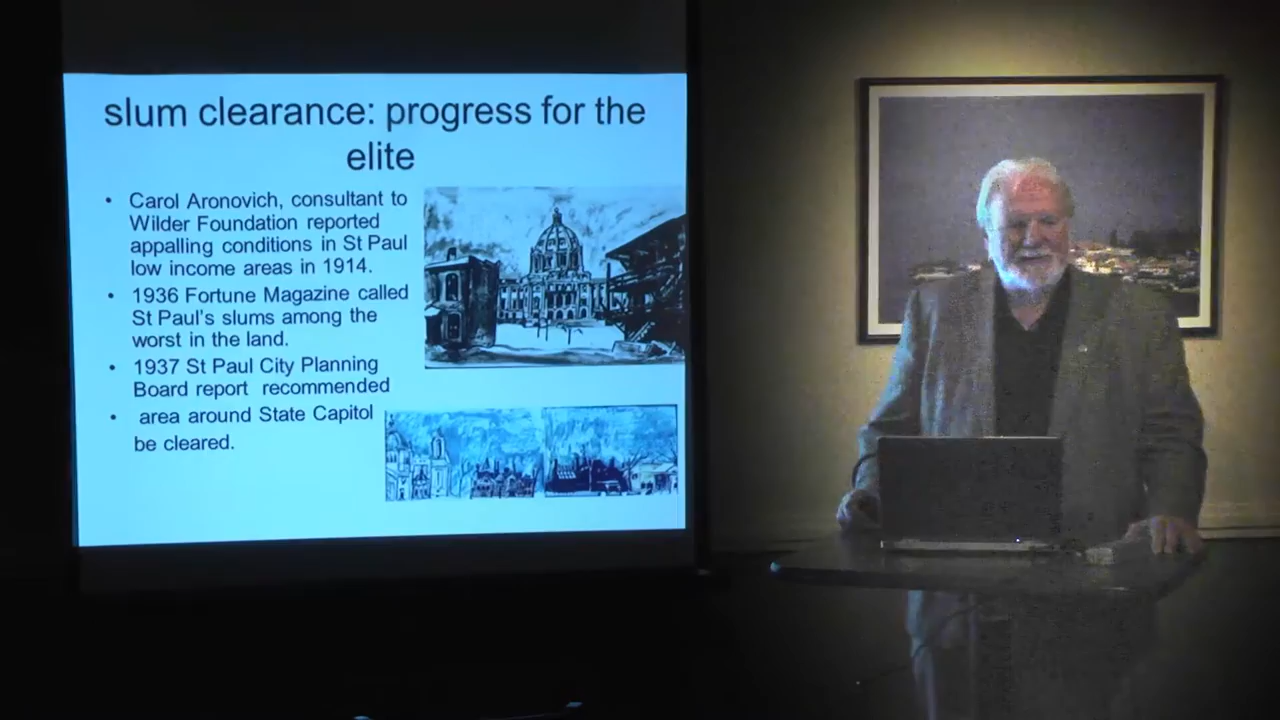 slum clearance: progress for the
elite
• Carol Aronovich, consultant to
Wilder Foundation reported
appalling conditions in St Paul
low income areas in 1914.
• 1936 Fortune Magazine called
St Paul's slums among the
worst in the land.
• 1937 St Paul City Planning
Board report recommended
• area around State Capitol
be cleared.